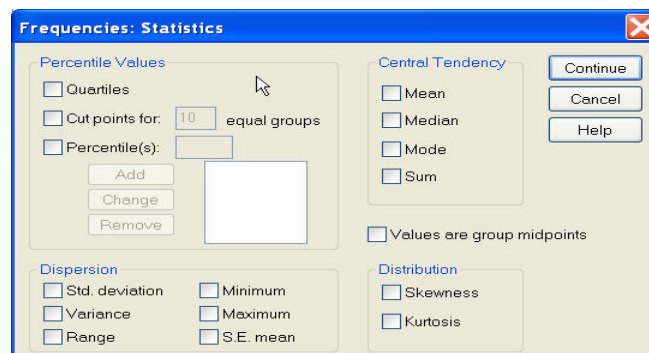 Frequencies: Statistics
Percentile Values
Quartiles
Cut points for: 10 equal groups
Percentile(s):
Add
Change
Remove
Central Tendency
Mean
Median
Mode
Sum
Continue
Cancel
Help
Values are group midpoints
Dispersion
Std. deviation Minimum
Variance Maximum
Range S.E. mean
Distribution
Skewness
Kurtosis